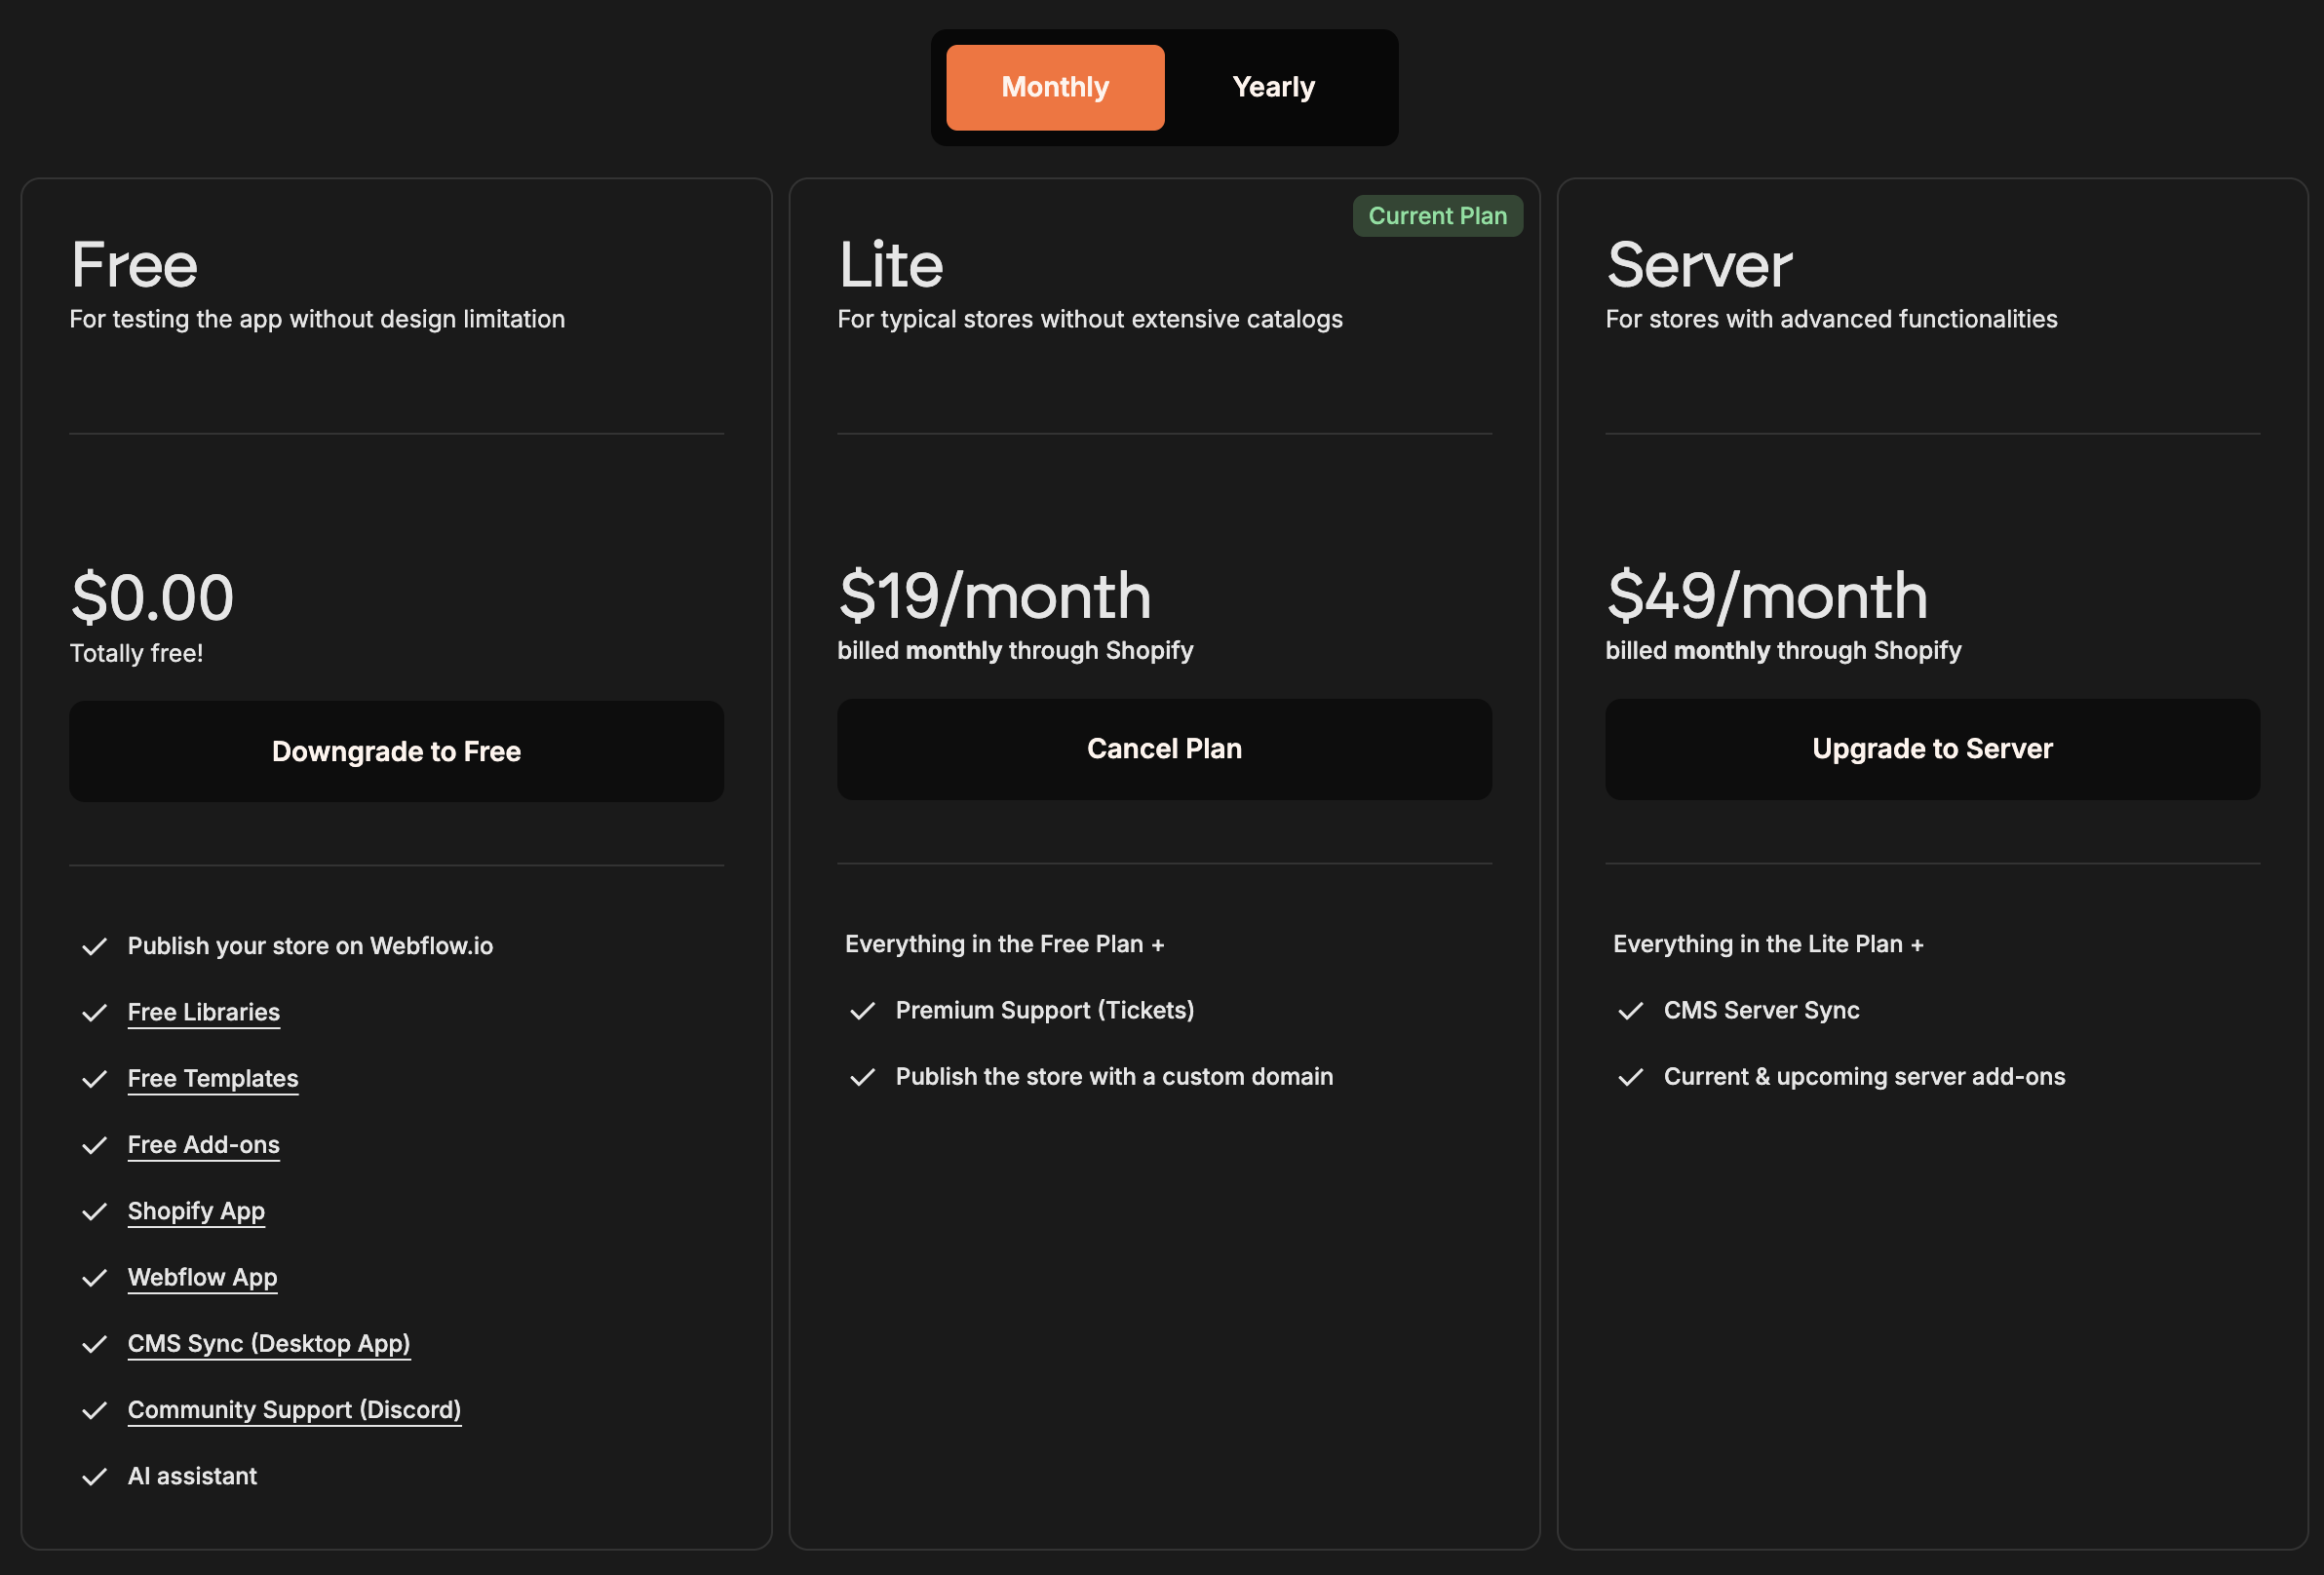 Monthly
Yearly
Free
For testing the app without design limitation
$0.00
Totally free!
Downgrade to Free
Publish your store on Webflow.io
Free Libraries
Free Templates
Free Add-ons
Shopify App
Webflow App
CMS Sync (Desktop App)
Community Support (Discord)
AI assistant
Current Plan
Lite
For typical stores without extensive catalogs
$19/month
billed monthly through Shopify
Cancel Plan
Everything in the Free Plan +
Premium Support (Tickets)
Publish the store with a custom domain
Server
For stores with advanced functionalities
$49/month
billed monthly through Shopify
Upgrade to Server
Everything in the Lite Plan +
CMS Server Sync
Current & upcoming server add-ons